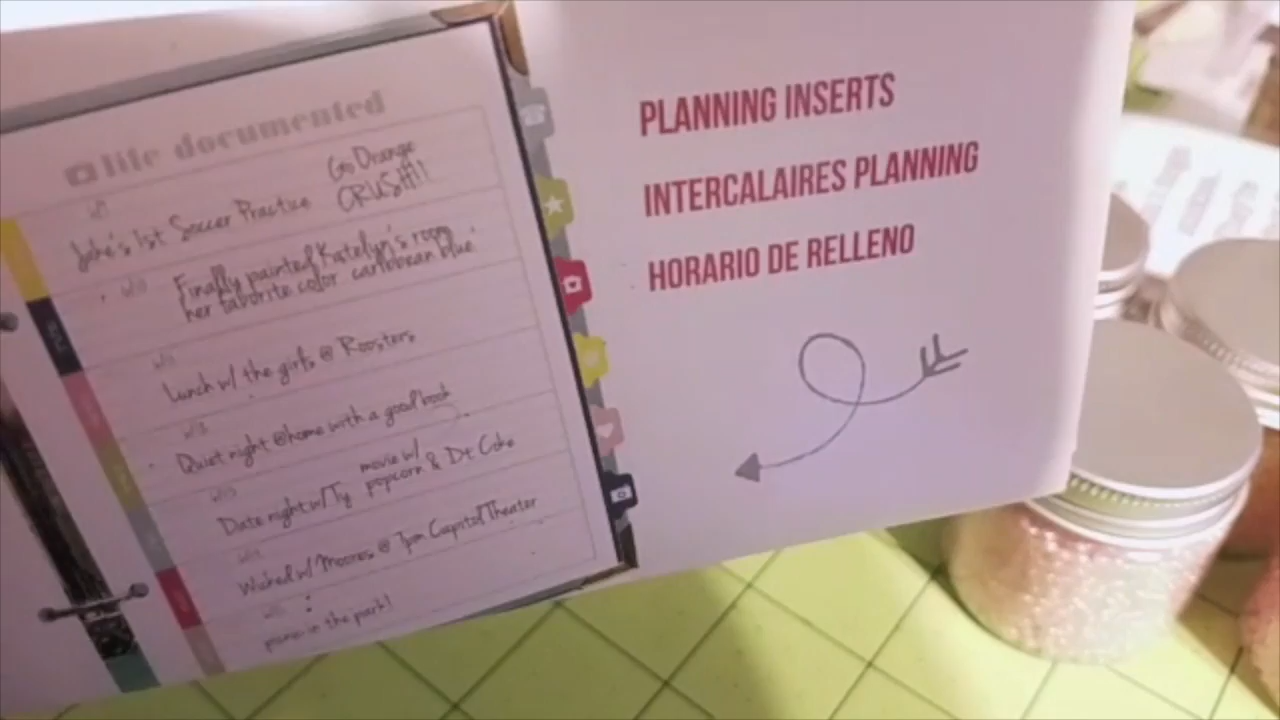 life documented
Go Orange
Jake's 1st Soccer Practice CRUSH!!
Finally painted Katelyn's room
her favorite color caribbean blue
Lunch w/ the girls @ Roosters
Quiet night @home with a good book
movie w/
Date night w/Ty popcorn & Dt Coke
Wicked w/ Moores @ 7pm Capitol Theater
picnic in the park!
PLANNING INSERTS
INTERCALAIRES PLANNING
HORARIO DE RELLENO